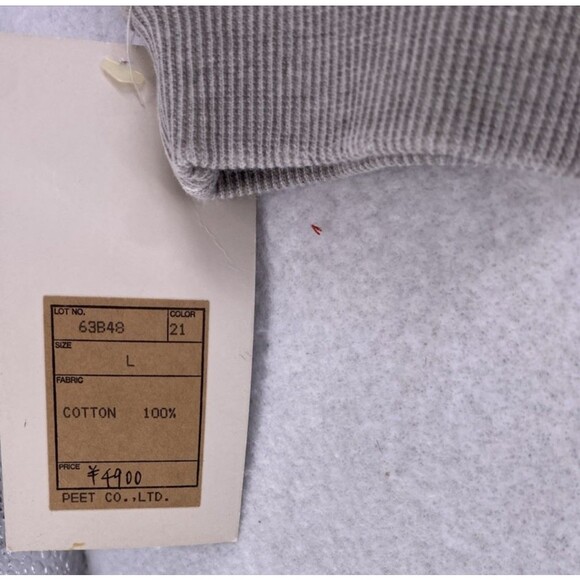 LOT NO. COLOR
63B48 21
SIZE
L
FABRIC
COTTON 100%
PRICE ¥4900
PEET CO.,LTD.